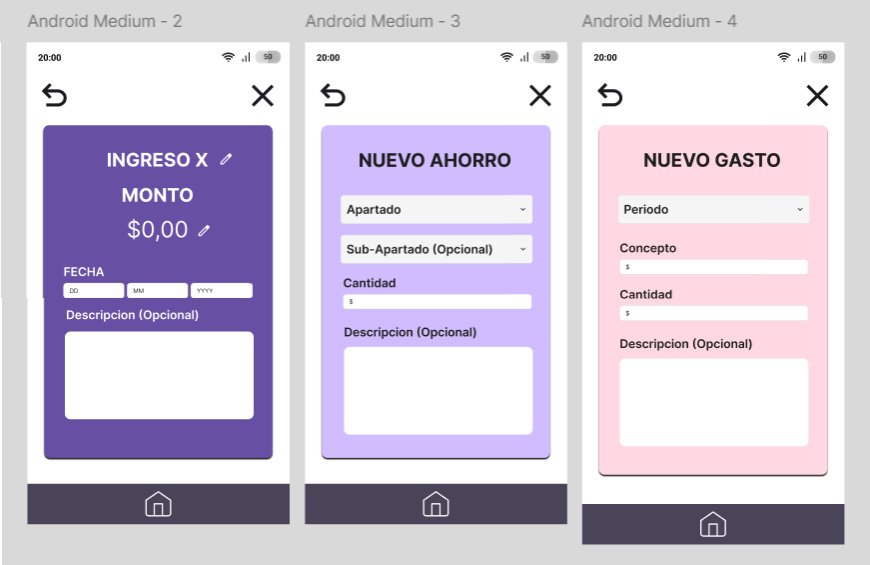 Android Medium - 2
20:00
50
INGRESO X
MONTO
$0,00
FECHA
DD
MM
YYYY
Descripcion (Opcional)
Android Medium - 3
20:00
50
NUEVO AHORRO
Apartado
Sub-Apartado (Opcional)
Cantidad
$
Descripcion (Opcional)
Android Medium - 4
20:00
50
NUEVO GASTO
Periodo
Concepto
$
Cantidad
$
Descripcion (Opcional)